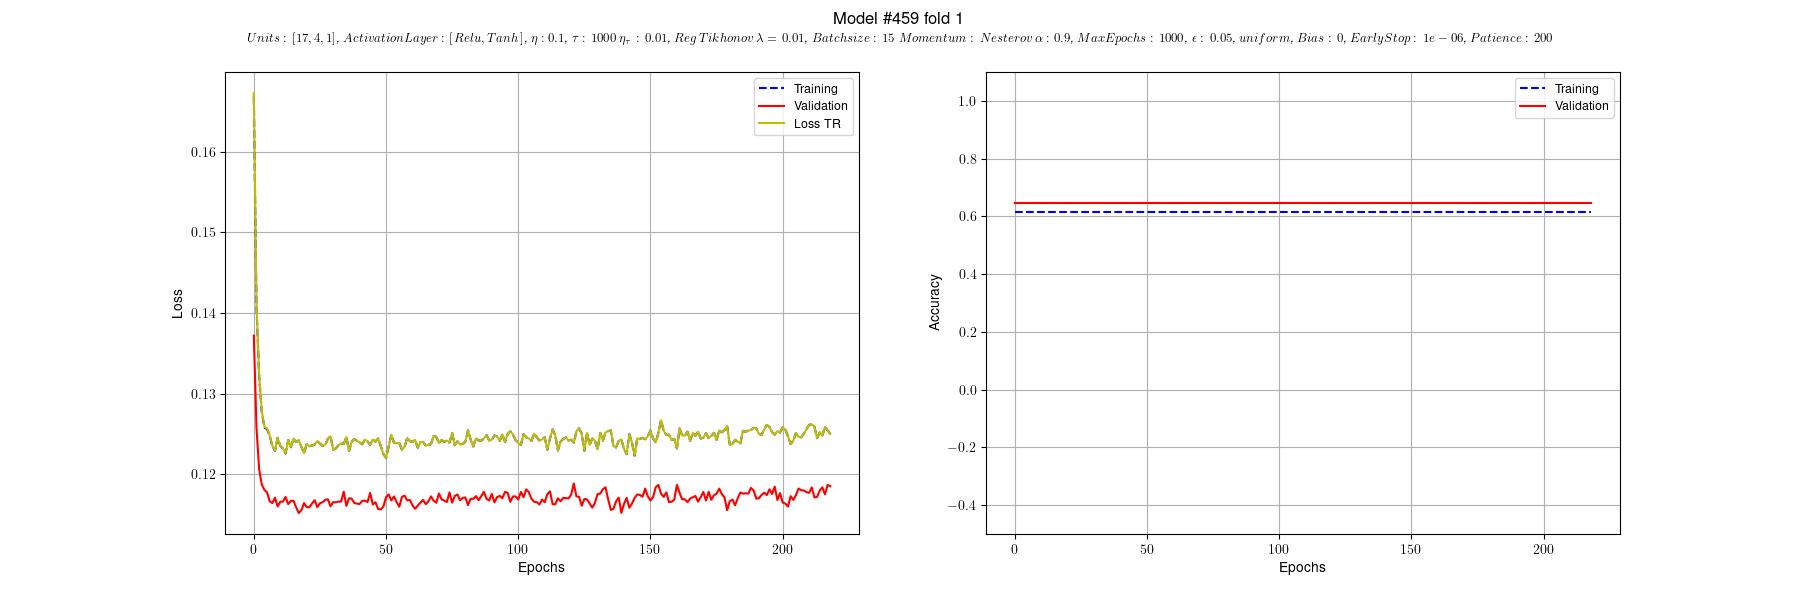 Model #459 fold 1
Units : [17, 4, 1], ActivationLayer : [Relu, Tanh], η : 0.1, τ : 1000 ητ : 0.01, Reg Tikhonov λ = 0.01, Batchsize : 15 Momentum : Nesterov α : 0.9, MaxEpochs : 1000, ϵ : 0.05, uniform, Bias : 0, EarlyStop : 1e − 06, Patience : 200
Training
Validation
Loss TR
0.16
0.15
0.14
0.13
0.12
Loss
0 50 100 150 200
Epochs
Training
Validation
1.0
0.8
0.6
0.4
0.2
0.0
−0.2
−0.4
Accuracy
0 50 100 150 200
Epochs